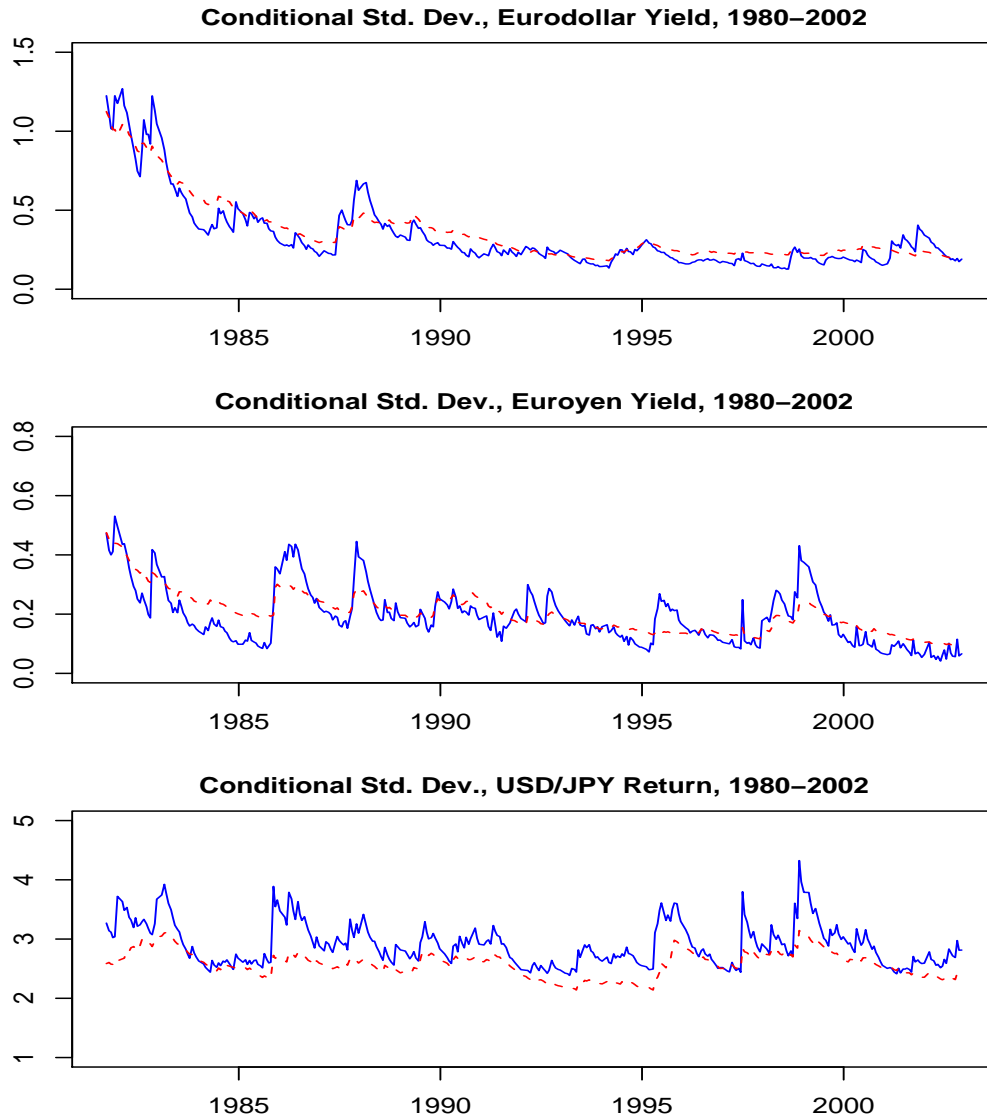 Conditional Std. Dev., Eurodollar Yield, 1980−2002
1.5
1.0
0.5
0.0
1985 1990 1995 2000
Conditional Std. Dev., Euroyen Yield, 1980−2002
0.8
0.6
0.4
0.2
0.0
1985 1990 1995 2000
Conditional Std. Dev., USD/JPY Return, 1980−2002
5
4
3
2
1
1985 1990 1995 2000